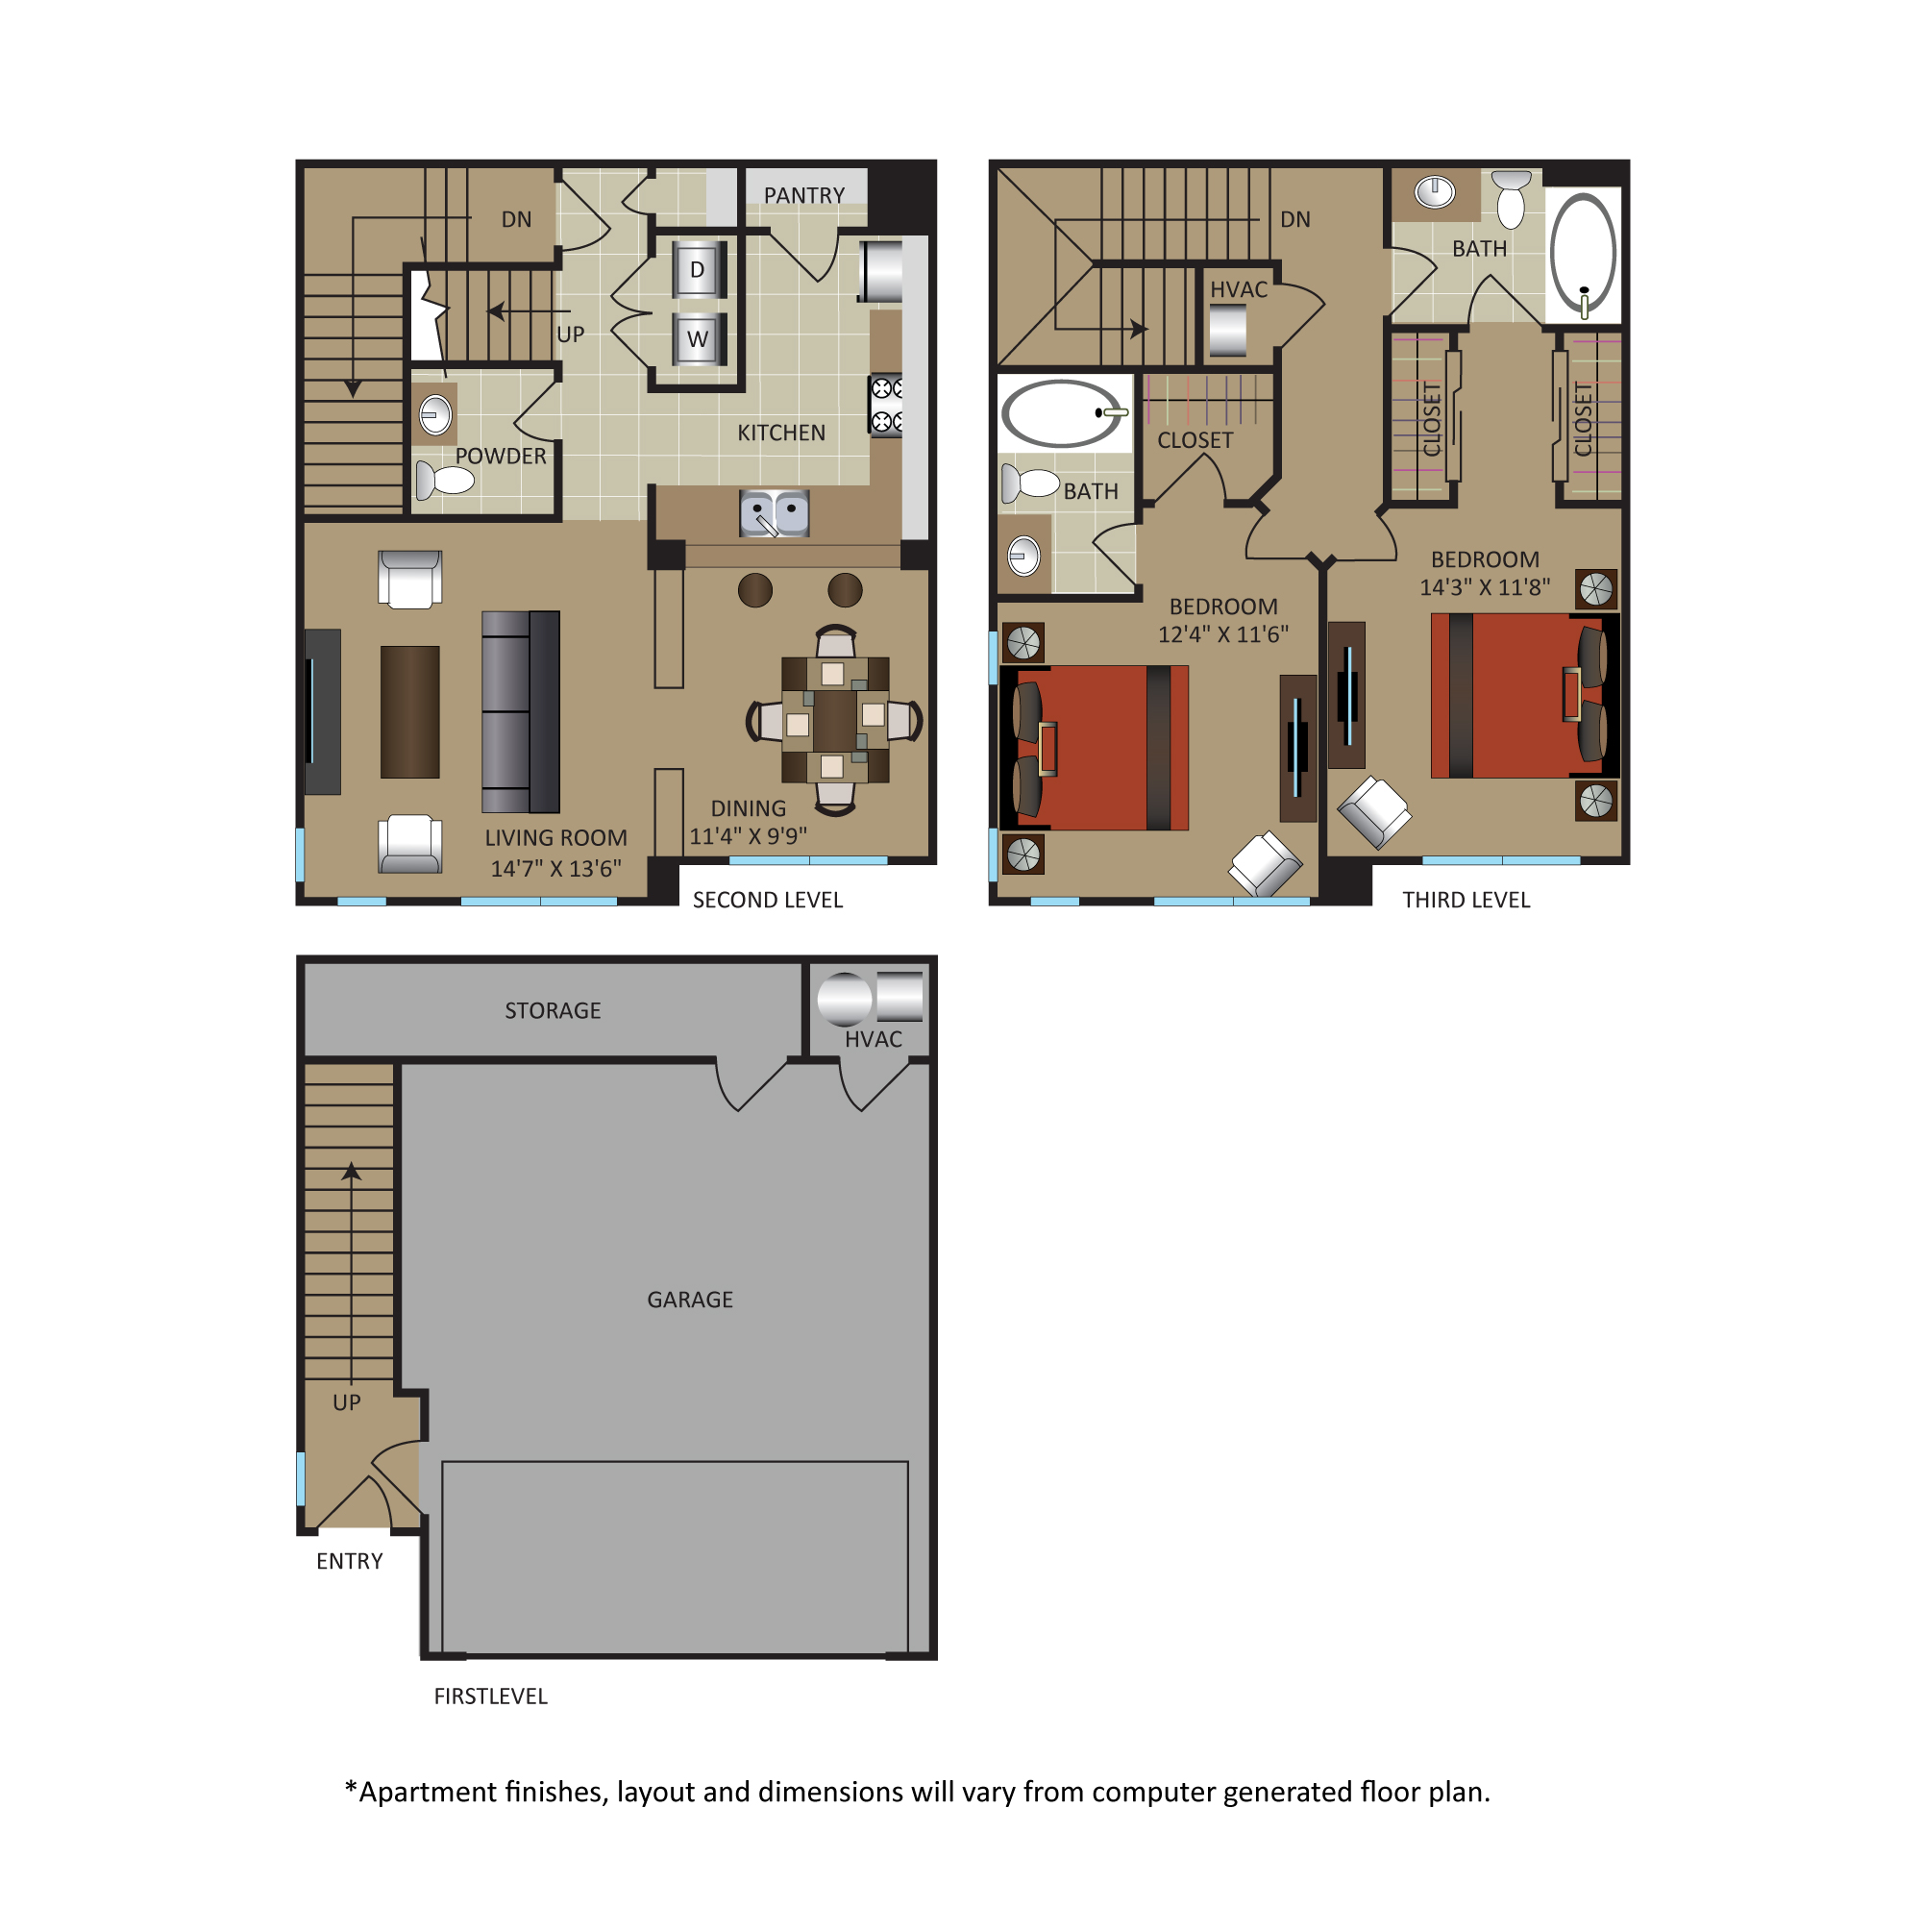 DN
PANTRY
D
UP
W
POWDER
KITCHEN
LIVING ROOM
14'7" X 13'6"
DINING
11'4" X 9'9"
SECOND LEVEL
DN
BATH
HVAC
CLOSET
CLOSET
CLOSET
BATH
BEDROOM
14'3" X 11'8"
BEDROOM
12'4" X 11'6"
THIRD LEVEL
STORAGE
HVAC
GARAGE
UP
ENTRY
FIRSTLEVEL
*Apartment finishes, layout and dimensions will vary from computer generated floor plan.